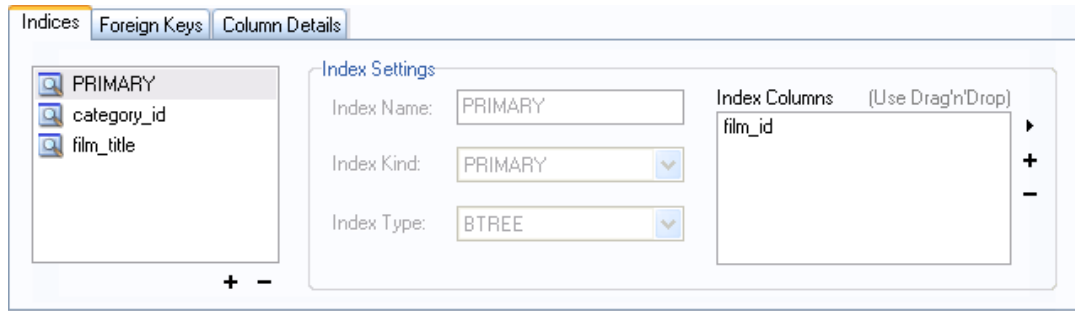 Indices Foreign Keys Column Details
PRIMARY
category_id
film_title
Index Settings
Index Name: PRIMARY
Index Kind: PRIMARY
Index Type: BTREE
Index Columns (Use Drag'n'Drop)
film_id